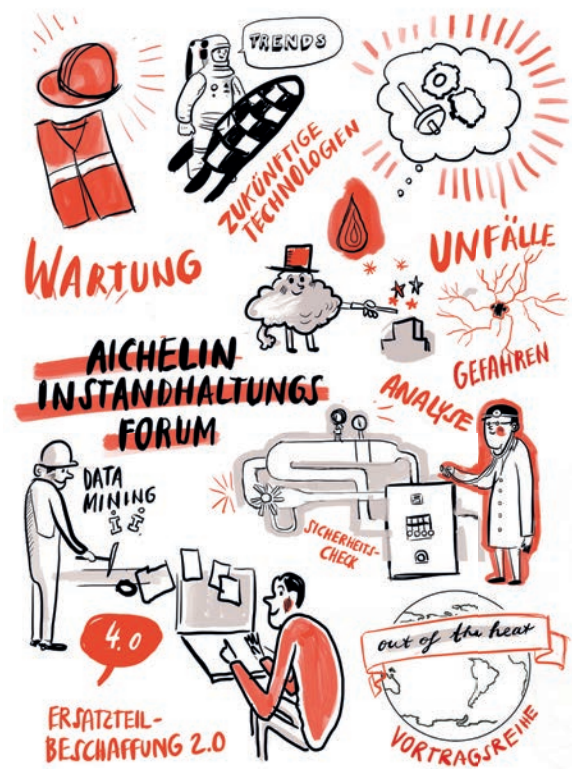 TRENDS
ZUKÜNFTIGE
TECHNOLOGIEN
WARTUNG
UNFÄLLE
GEFAHREN
AICHELIN
INSTANDHALTUNGS
FORUM
ANALYSE
DATA
MINING
SICHERHEITS-
CHECK
4.0
out of the heat
ERSATZTEIL-
BESCHAFFUNG 2.0
VORTRAGSREIHE